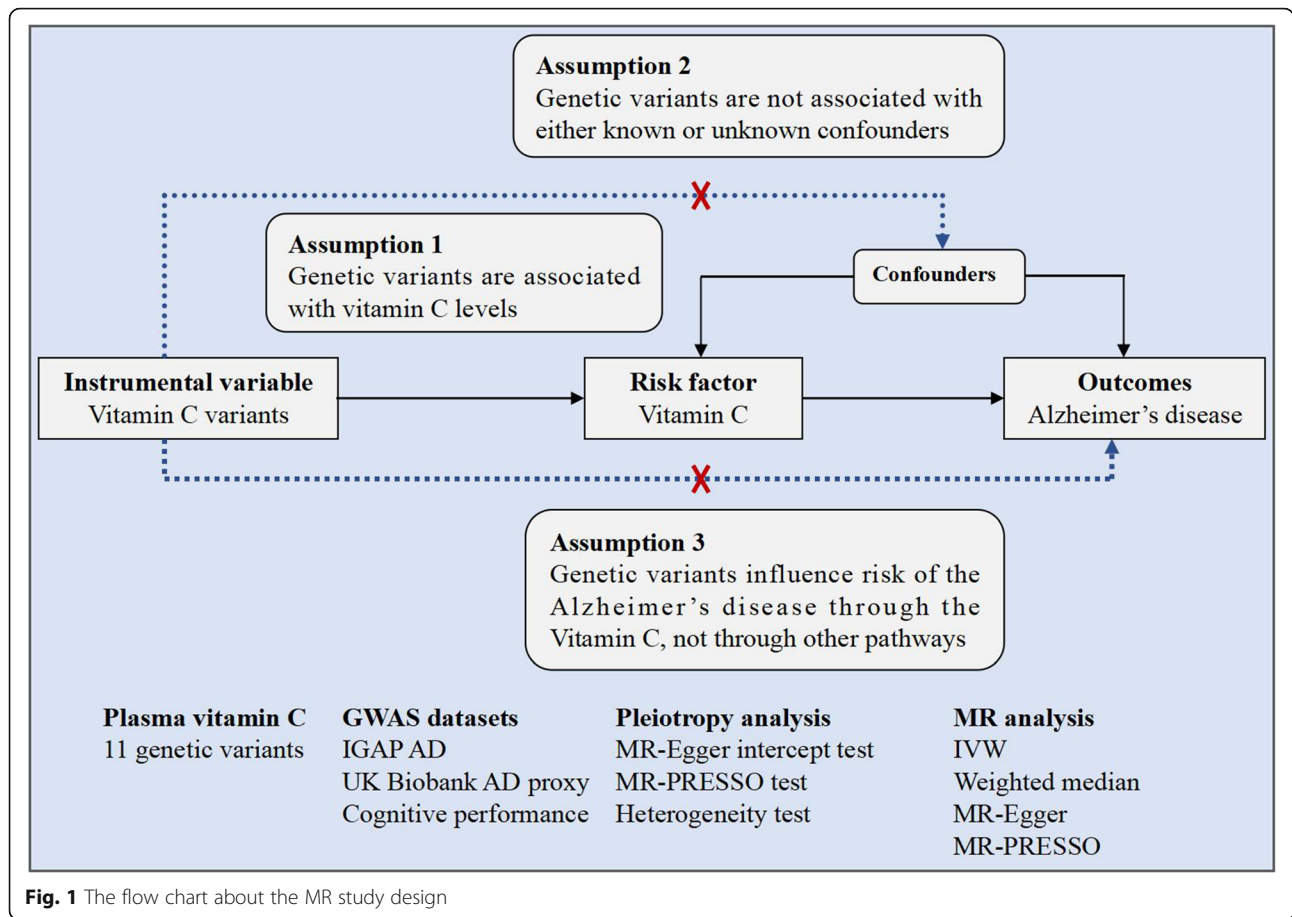 Assumption 2
Genetic variants are not associated with
either known or unknown confounders
Assumption 1
Genetic variants are associated
with vitamin C levels
Confounders
Instrumental variable
Vitamin C variants
Risk factor
Vitamin C
Outcomes
Alzheimer's disease
Assumption 3
Genetic variants influence risk of the
Alzheimer's disease through the
Vitamin C, not through other pathways
Plasma vitamin C
11 genetic variants
GWAS datasets
IGAP AD
UK Biobank AD proxy
Cognitive performance
Pleiotropy analysis
MR-Egger intercept test
MR-PRESSO test
Heterogeneity test
MR analysis
IVW
Weighted median
MR-Egger
MR-PRESSO
Fig. 1 The flow chart about the MR study design